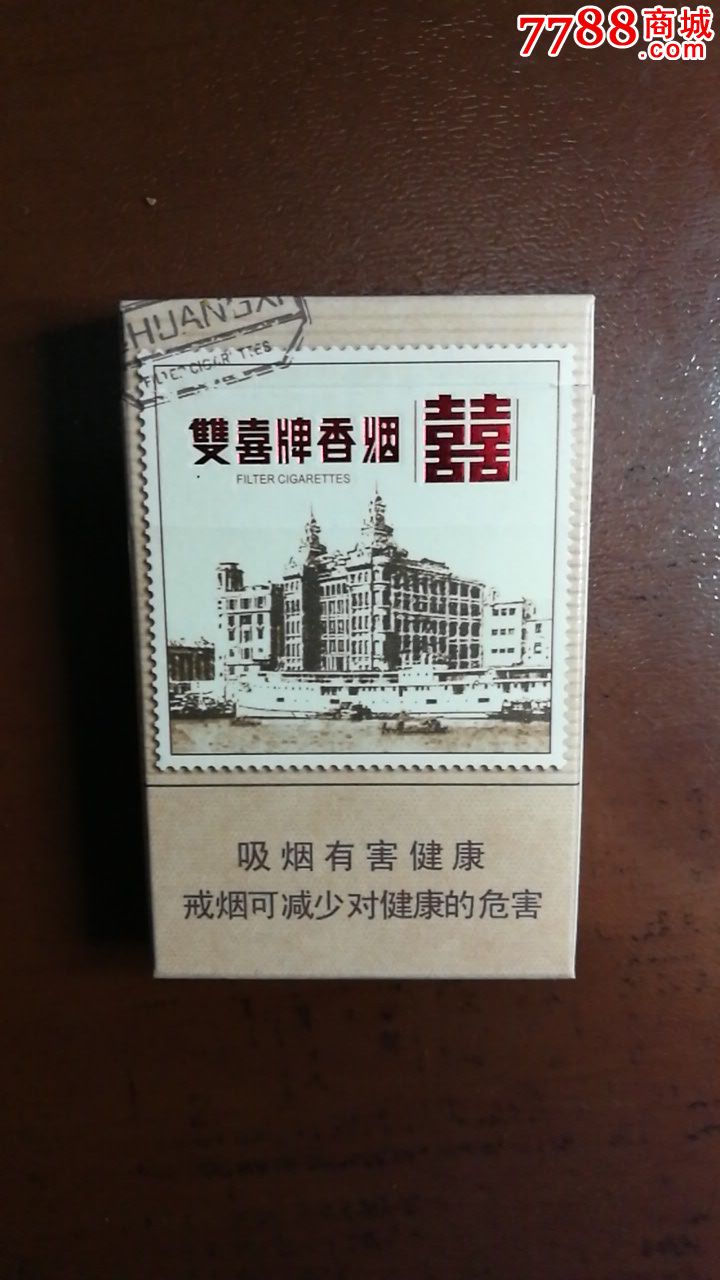 7788商城
.com
HUANGXI
FILTER CIGARETTES
雙喜牌香烟
囍
FILTER CIGARETTES
吸烟有害健康
戒烟可减少对健康的危害